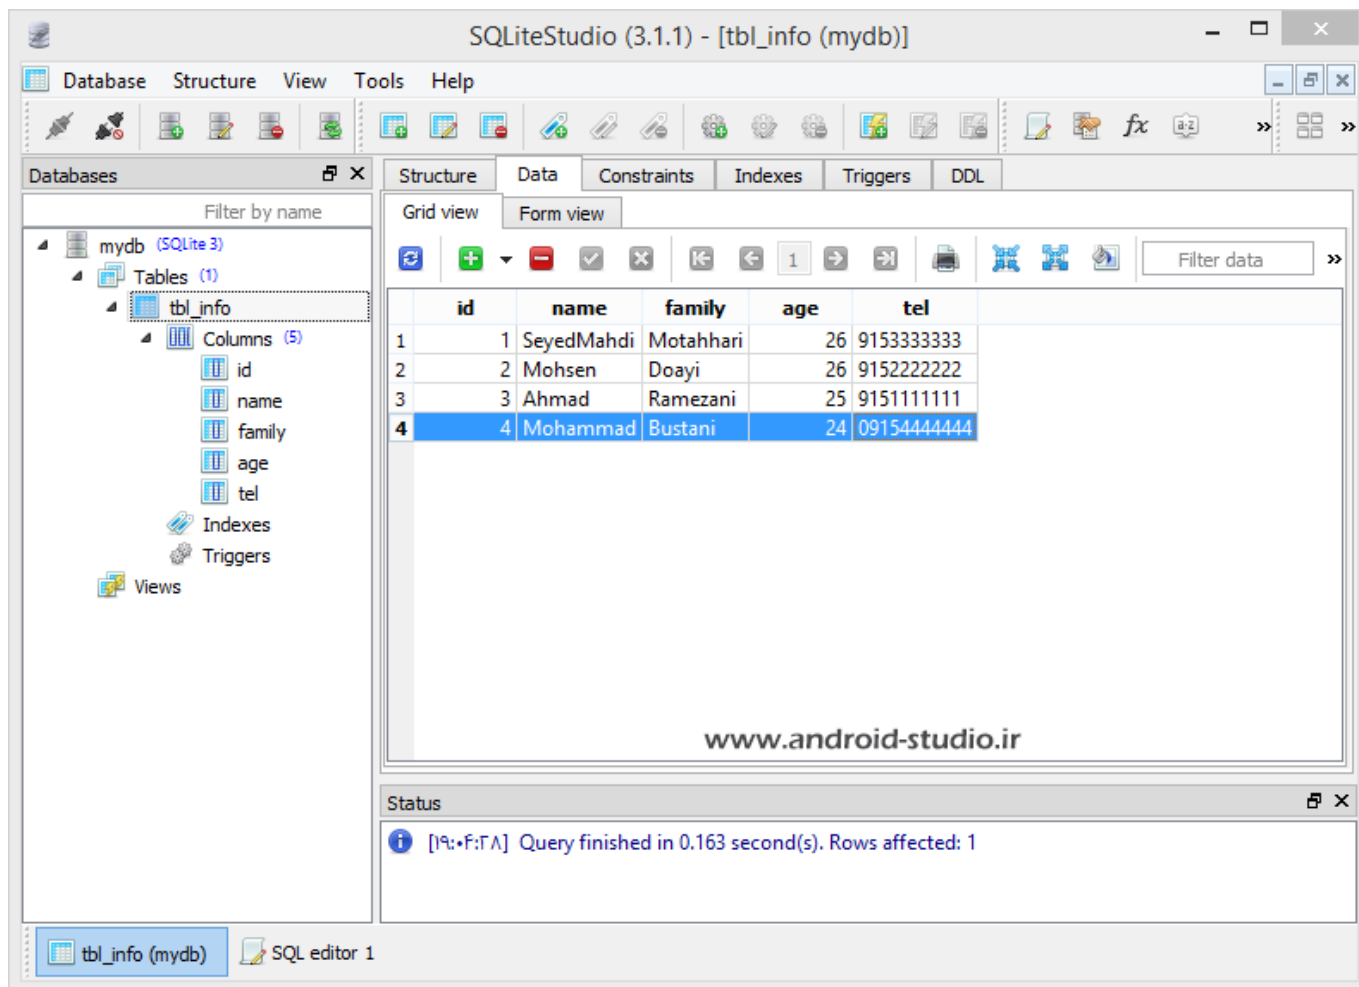 SQLiteStudio (3.1.1) - [tbl_info (mydb)]
Database Structure View Tools Help
fx a·z » »
Databases
Filter by name
mydb (SQLite 3)
Tables (1)
tbl_info
Columns (5)
id
name
family
age
tel
Indexes
Triggers
Views
Structure Data Constraints Indexes Triggers DDL
Grid view Form view
1 Filter data »
id name family age tel
1 1 SeyedMahdi Motahhari 26 9153333333
2 2 Mohsen Doayi 26 9152222222
3 3 Ahmad Ramezani 25 9151111111
4 4 Mohammad Bustani 24 09154444444
www.android-studio.ir
Status
[۱۹:۰۴:۲۸] Query finished in 0.163 second(s). Rows affected: 1
tbl_info (mydb) SQL editor 1